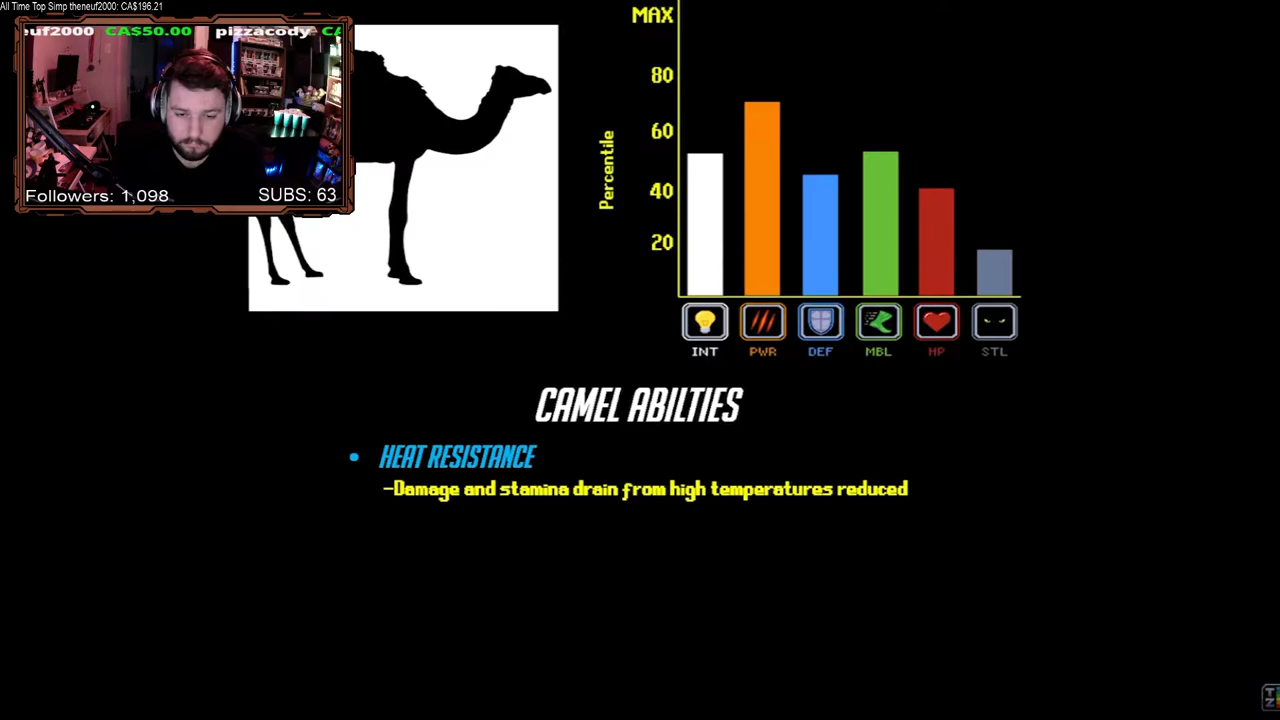 All Time Top Simp theneuf2000: CA$196.21
euf2000 CA$50.00 pizzacody CA
Followers: 1,098 SUBS: 63
MAX
80
60
40
20
Percentile
INT PWR DEF MBL HP STL
CAMEL ABILTIES
• HEAT RESISTANCE
-Damage and stamina drain from high temperatures reduced